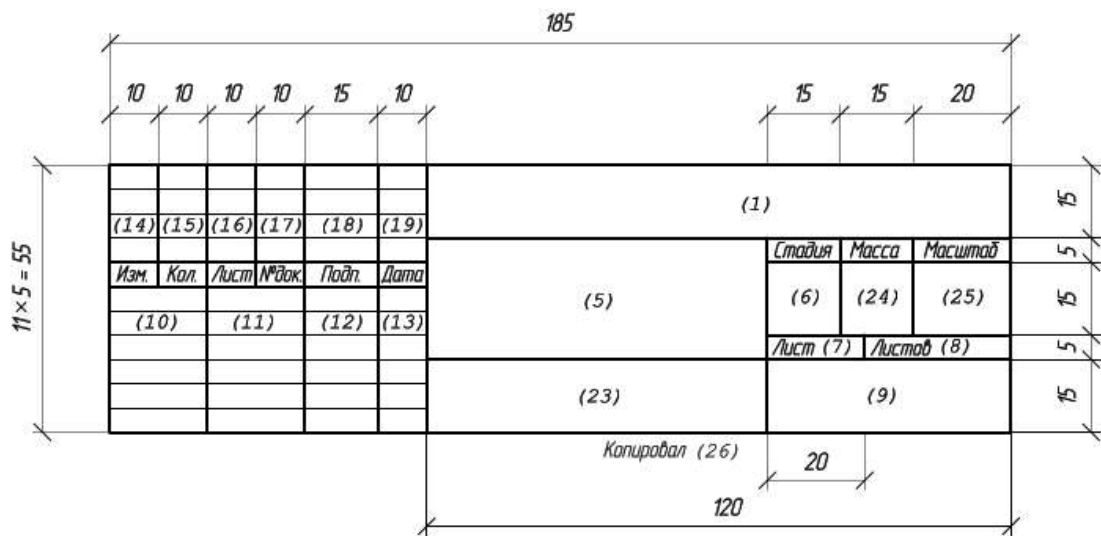 185
10 10 10 10 15 10 15 15 20
(1)
15
(14) (15) (16) (17) (18) (19)
Стадия Масса Масштаб
5
Изм. Кол. Лист №док. Подп. Дата
11 × 5 = 55
(5)
(6) (24) (25)
15
(10) (11) (12) (13)
Лист (7) Листов (8)
5
(23) (9)
15
Копировал (26)
20
120